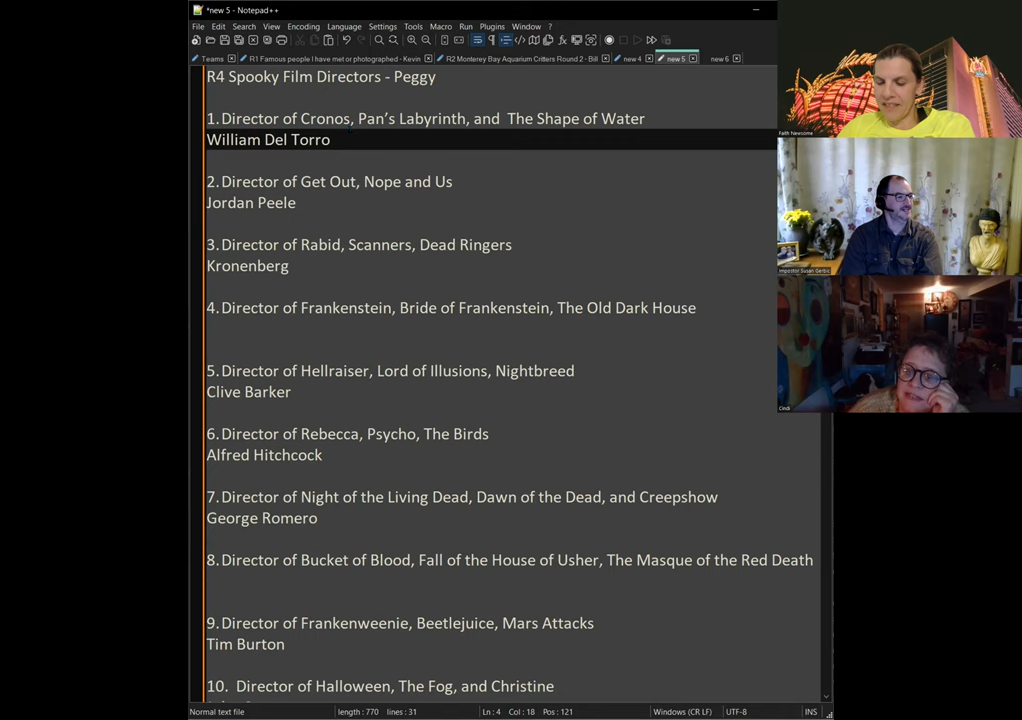 *new 5 - Notepad++
File Edit Search View Encoding Language Settings Tools Macro Run Plugins Window ?
Teams R1 Famous people I have met or photographed - Kevin R2 Monterey Bay Aquarium Critters Round 2 - Bill new 4 new 5 new 6
R4 Spooky Film Directors - Peggy
1. Director of Cronos, Pan's Labyrinth, and  The Shape of Water
William Del Torro
2. Director of Get Out, Nope and Us
Jordan Peele
3. Director of Rabid, Scanners, Dead Ringers
Kronenberg
4. Director of Frankenstein, Bride of Frankenstein, The Old Dark House
5. Director of Hellraiser, Lord of Illusions, Nightbreed
Clive Barker
6. Director of Rebecca, Psycho, The Birds
Alfred Hitchcock
7. Director of Night of the Living Dead, Dawn of the Dead, and Creepshow
George Romero
8. Director of Bucket of Blood, Fall of the House of Usher, The Masque of the Red Death
9. Director of Frankenweenie, Beetlejuice, Mars Attacks
Tim Burton
10.  Director of Halloween, The Fog, and Christine
Normal text file length : 770 lines : 31 Ln : 4 Col : 18 Pos : 121 Windows (CR LF) UTF-8 INS
Faith Newsome
Impostor Susan Gerbic
Cindi